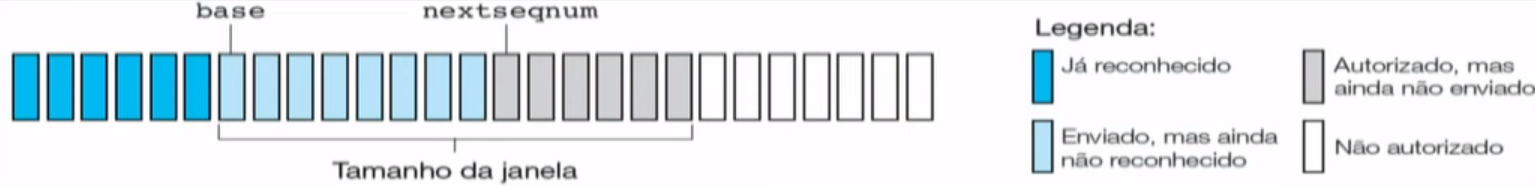 base
nextseqnum
Tamanho da janela
Legenda:
Já reconhecido
Enviado, mas ainda
não reconhecido
Autorizado, mas
ainda não enviado
Não autorizado